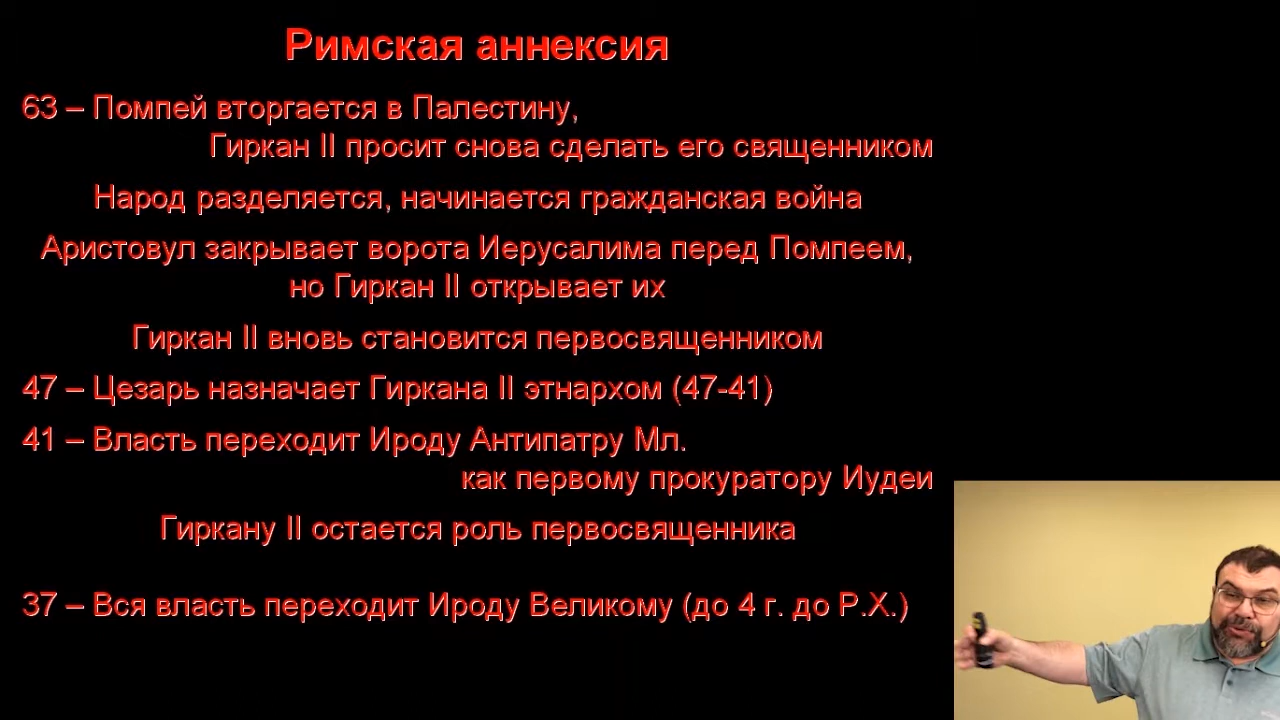 Римская аннексия
63 – Помпей вторгается в Палестину,
Гиркан II просит снова сделать его священником
Народ разделяется, начинается гражданская война
Аристовул закрывает ворота Иерусалима перед Помпеем,
но Гиркан II открывает их
Гиркан II вновь становится первосвященником
47 – Цезарь назначает Гиркана II этнархом (47-41)
41 – Власть переходит Ироду Антипатру Мл.
как первому прокуратору Иудеи
Гиркану II остается роль первосвященника
37 – Вся власть переходит Ироду Великому (до 4 г. до Р.Х.)